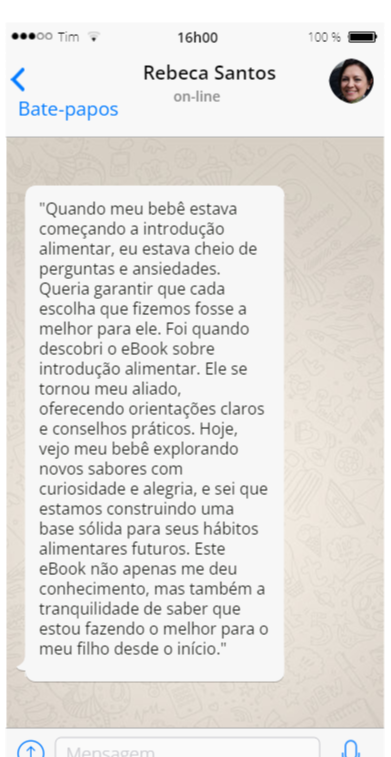 Tim 16h00 100 %
Rebeca Santos
on-line
Bate-papos
"Quando meu bebê estava
começando a introdução
alimentar, eu estava cheio de
perguntas e ansiedades.
Queria garantir que cada
escolha que fizemos fosse a
melhor para ele. Foi quando
descobri o eBook sobre
introdução alimentar. Ele se
tornou meu aliado,
oferecendo orientações claros
e conselhos práticos. Hoje,
vejo meu bebê explorando
novos sabores com
curiosidade e alegria, e sei que
estamos construindo uma
base sólida para seus hábitos
alimentares futuros. Este
eBook não apenas me deu
conhecimento, mas também a
tranquilidade de saber que
estou fazendo o melhor para o
meu filho desde o início."
Mensagem